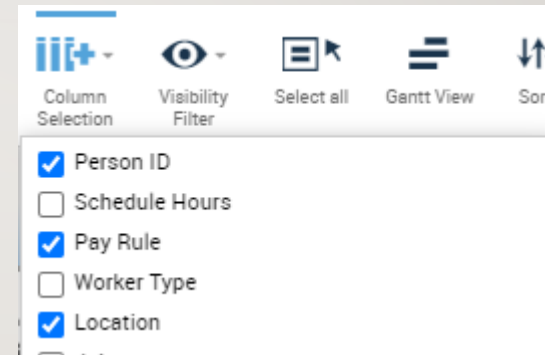 Column
Selection
Visibility
Filter
Select all
Gantt View
Person ID
Schedule Hours
Pay Rule
Worker Type
Location